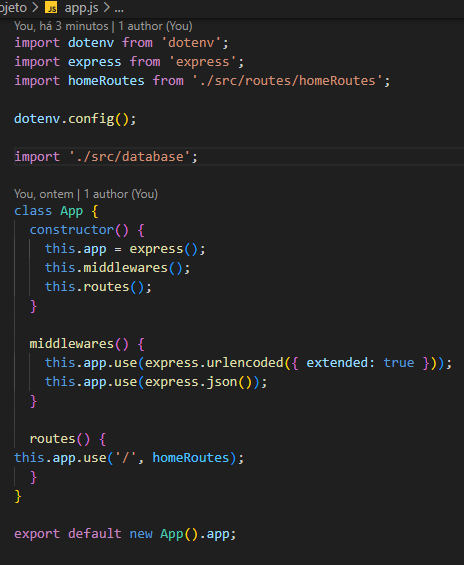 ojeto > JS app.js > ...
You, há 3 minutos | 1 author (You)
import dotenv from 'dotenv';
import express from 'express';
import homeRoutes from './src/routes/homeRoutes';
dotenv.config();
import './src/database';
You, ontem | 1 author (You)
class App {
constructor() {
this.app = express();
this.middlewares();
this.routes();
}
middlewares() {
this.app.use(express.urlencoded({ extended: true }));
this.app.use(express.json());
}
routes() {
this.app.use('/', homeRoutes);
}
}
export default new App().app;